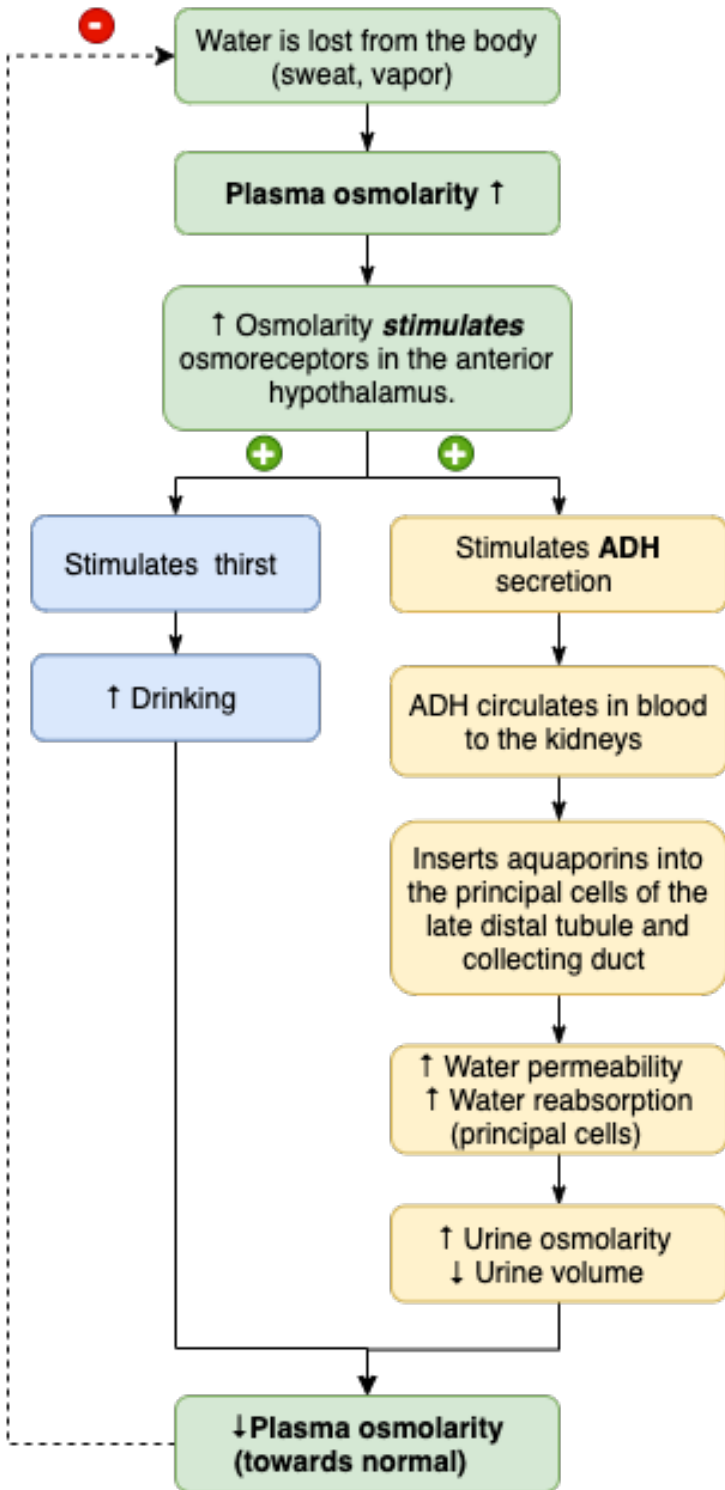 Water is lost from the body
(sweat, vapor)
Plasma osmolarity ↑
↑ Osmolarity stimulates
osmoreceptors in the anterior
hypothalamus.
Stimulates thirst
↑ Drinking
Stimulates ADH
secretion
ADH circulates in blood
to the kidneys
Inserts aquaporins into
the principal cells of the
late distal tubule and
collecting duct
↑ Water permeability
↑ Water reabsorption
(principal cells)
↑ Urine osmolarity
↓ Urine volume
↓Plasma osmolarity
(towards normal)